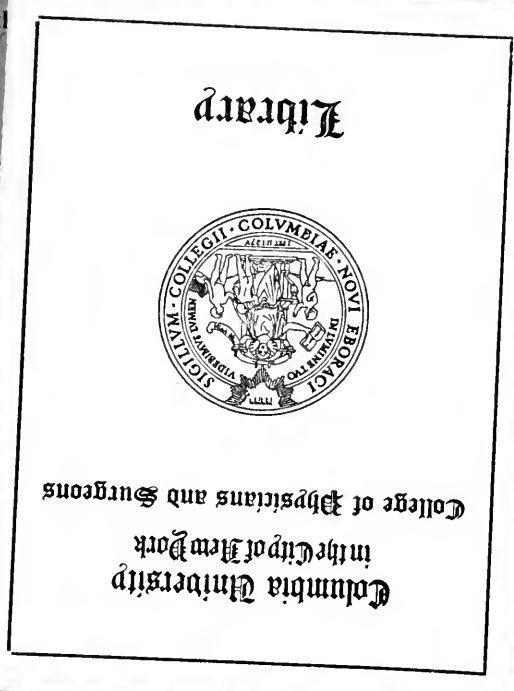 Columbia University
in the City of New York
College of Physicians and Surgeons
SIGILLVM · COLLEGII · COLVMBIAE · NOVI EBORACI
IN LVMINE TVO VIDEBIMVS LVMEN
Library